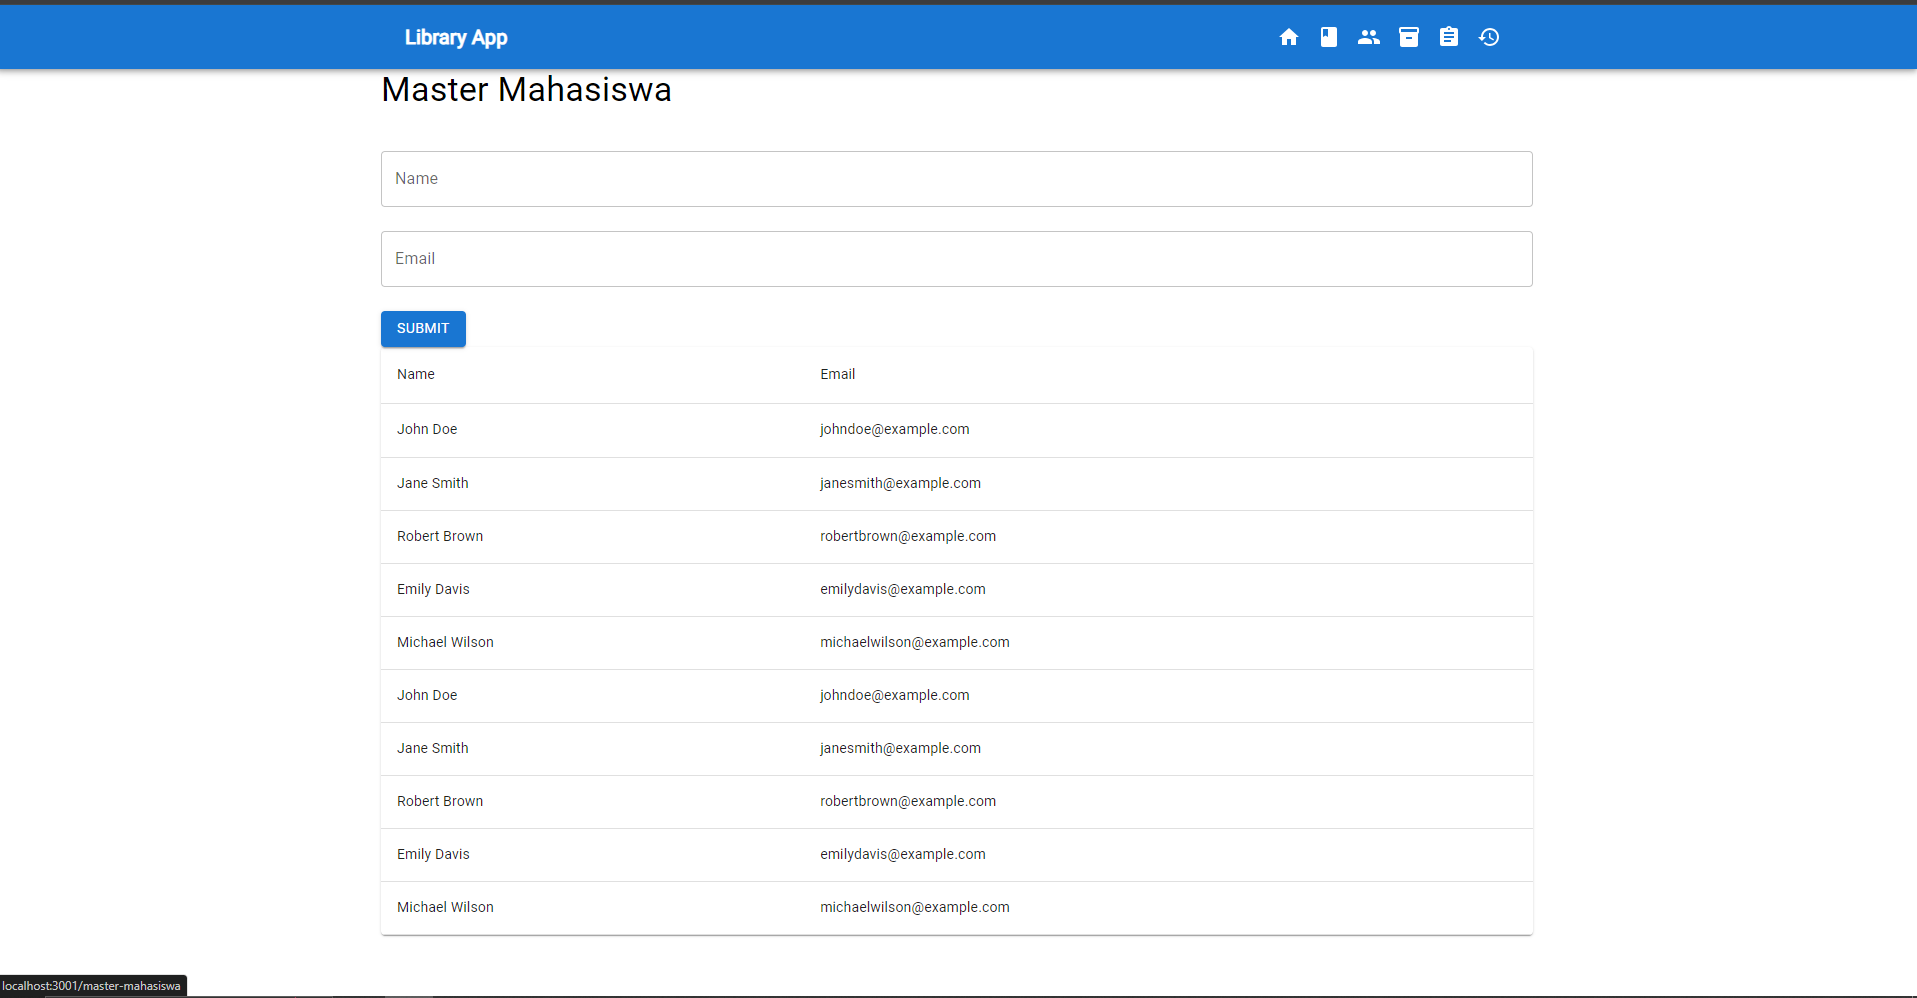 Library App
Master Mahasiswa
Name
Email
SUBMIT
Name Email
John Doe johndoe@example.com
Jane Smith janesmith@example.com
Robert Brown robertbrown@example.com
Emily Davis emilydavis@example.com
Michael Wilson michaelwilson@example.com
John Doe johndoe@example.com
Jane Smith janesmith@example.com
Robert Brown robertbrown@example.com
Emily Davis emilydavis@example.com
Michael Wilson michaelwilson@example.com
localhost:3001/master-mahasiswa